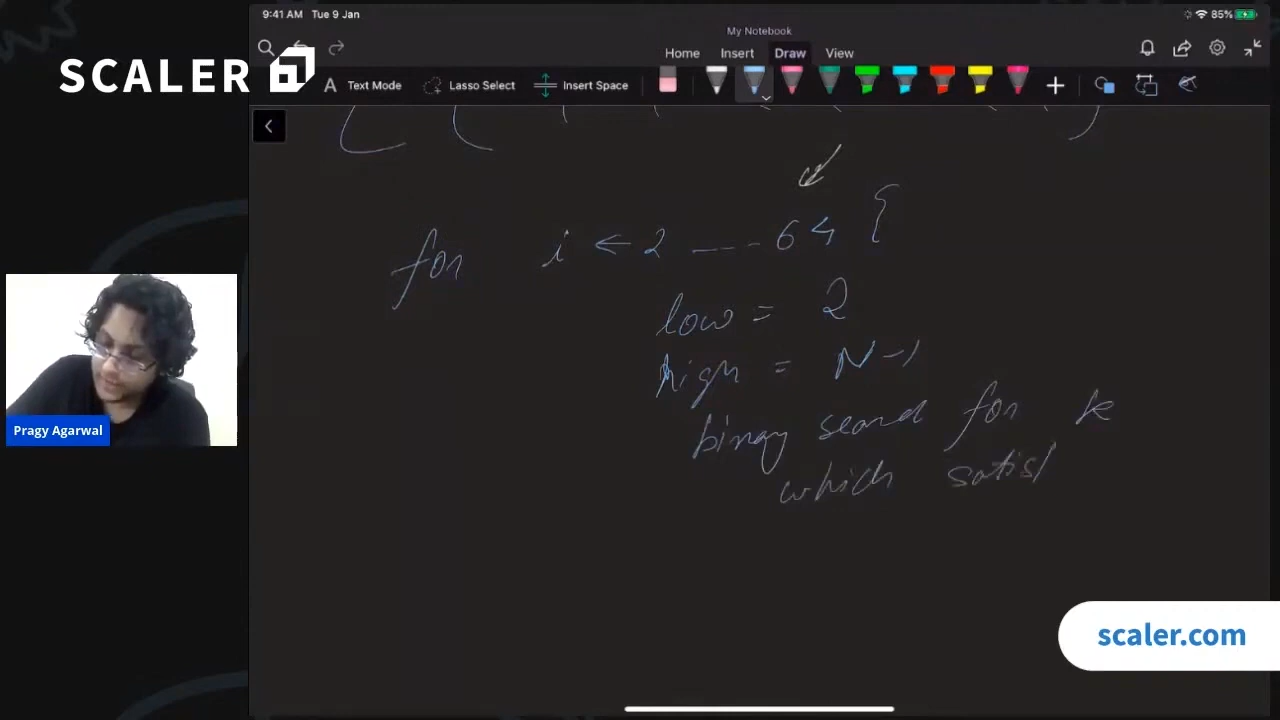 9:41 AM Tue 9 Jan
85%
My Notebook
Home Insert Draw View
SCALER
Text Mode Lasso Select Insert Space
for i ← 2 --- 64 {
low = 2
high = N-1
binary search for k
which satisf
Pragy Agarwal
scaler.com